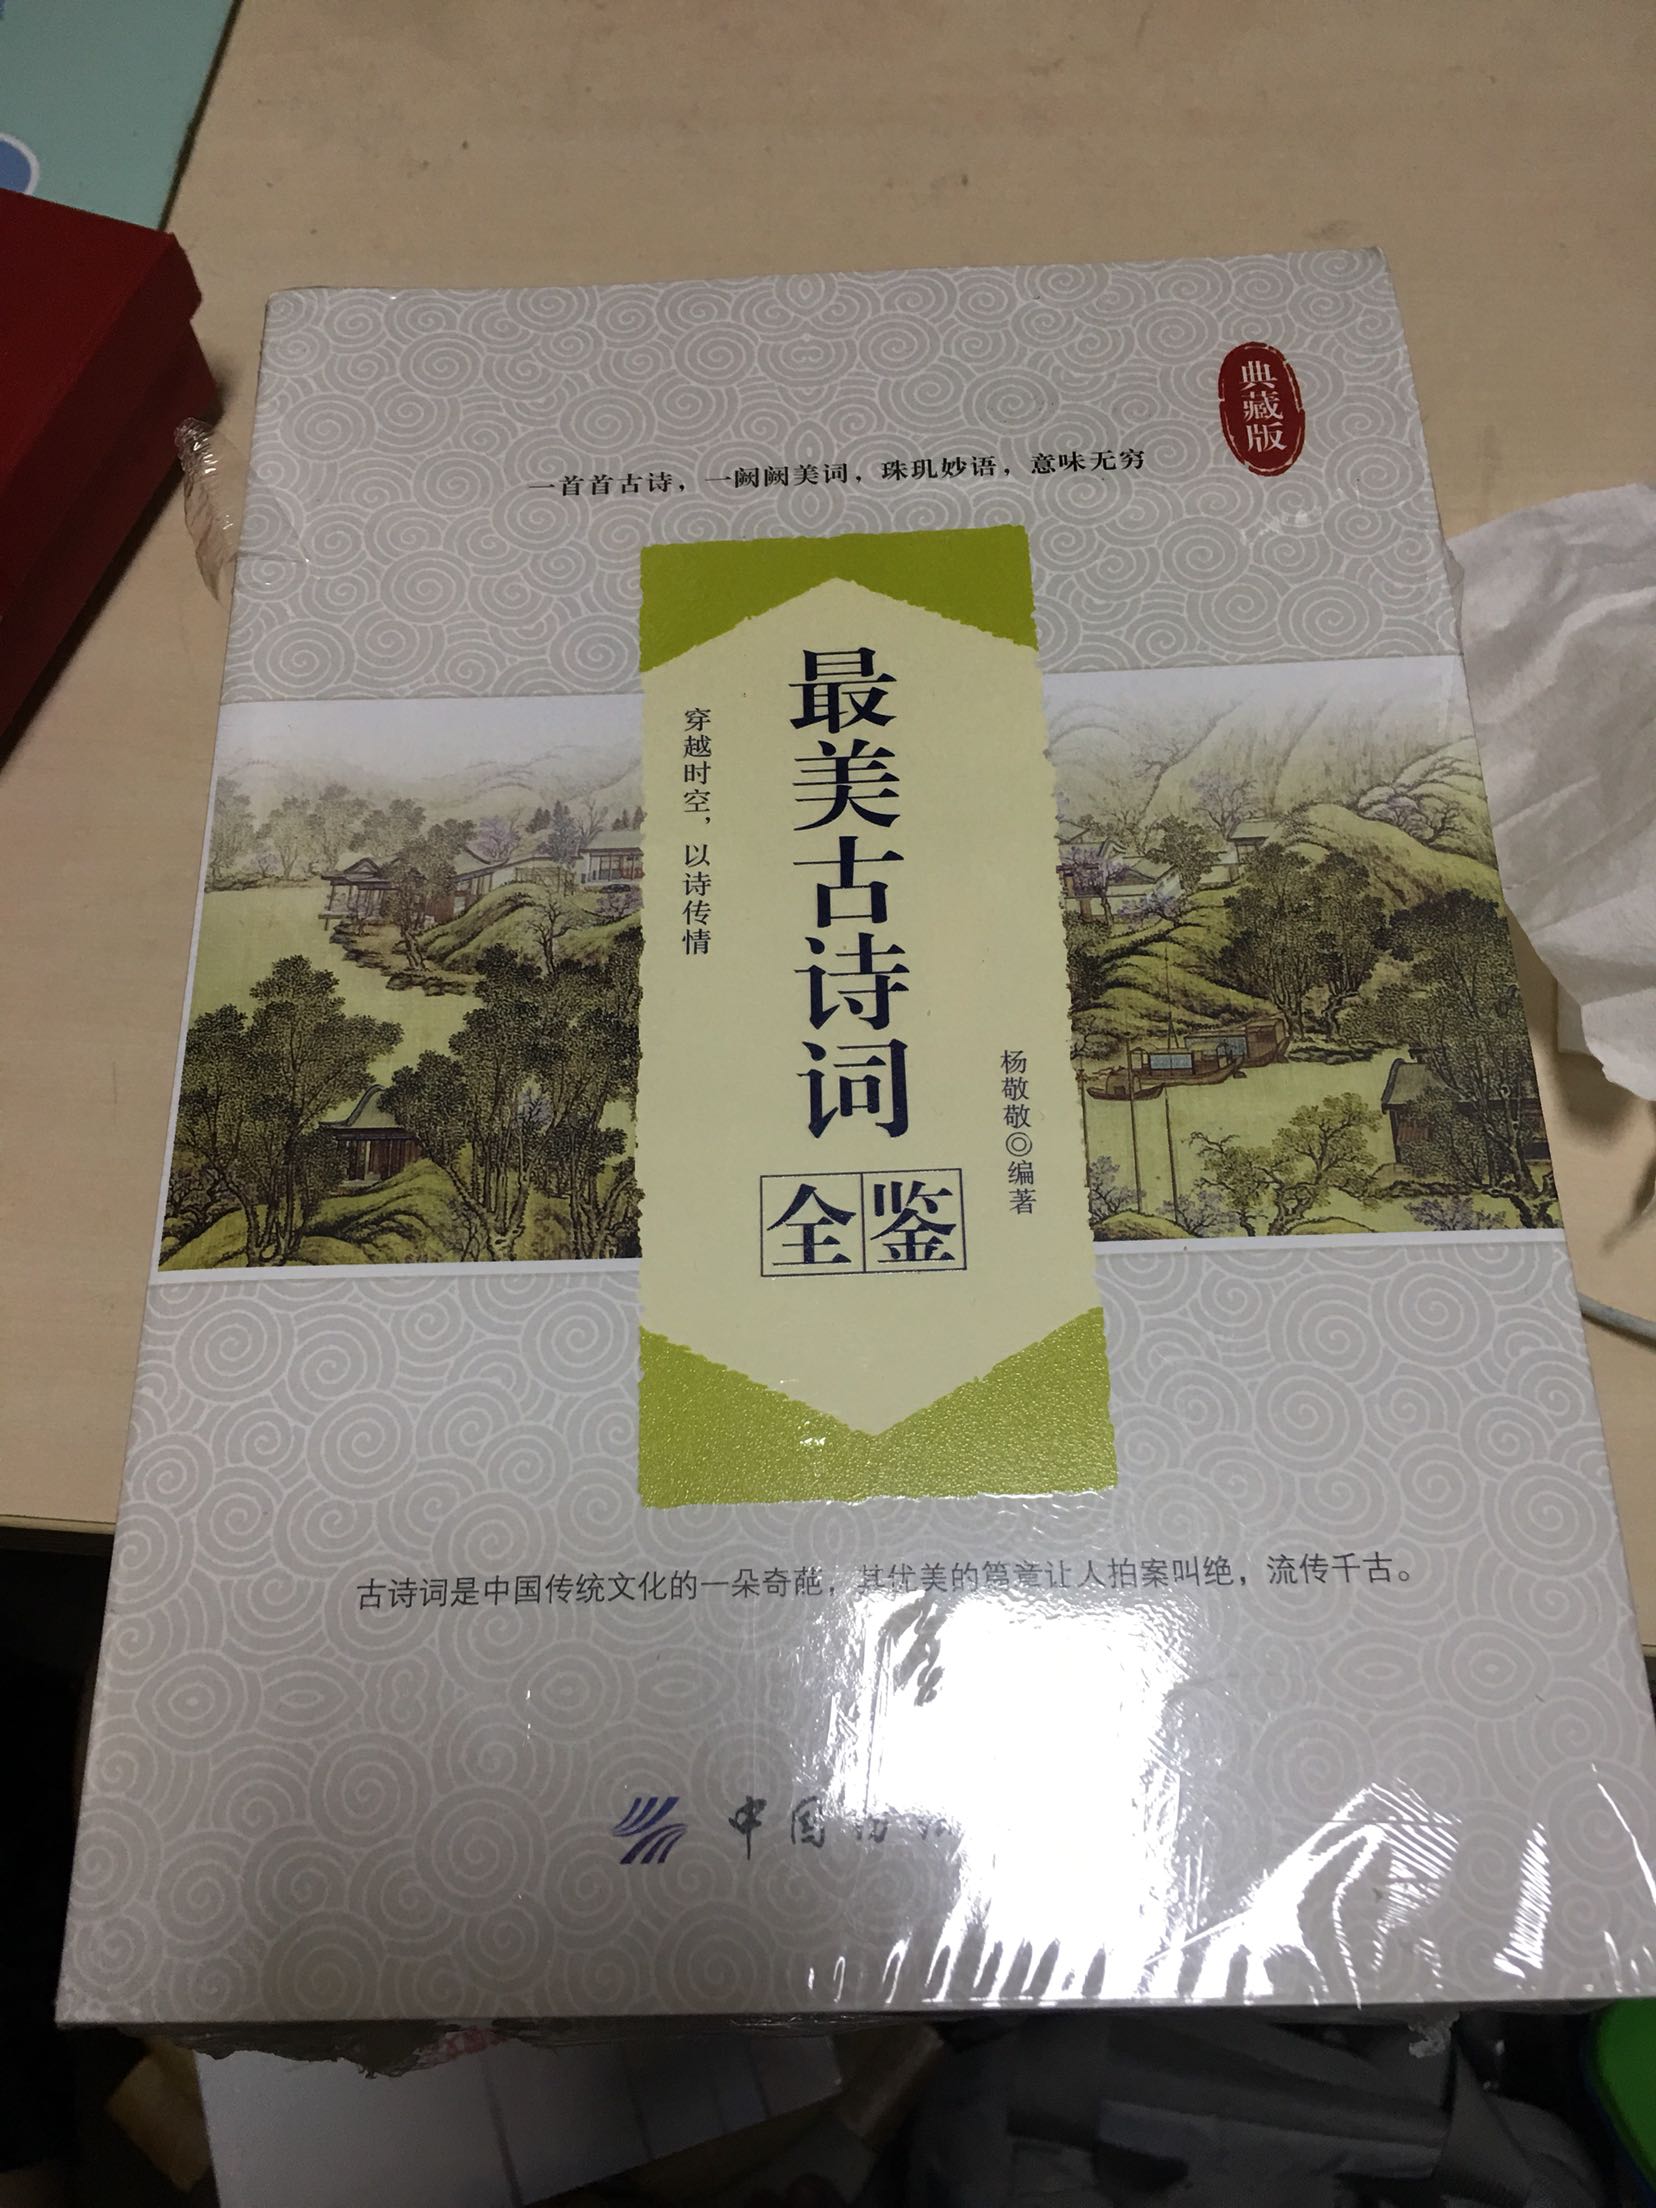 典藏版
一首首古诗，一阙阙美词，珠玑妙语，意味无穷
最美古诗词
全鉴
穿越时空，以诗传情
杨敬敬◎编著
古诗词是中国传统文化的一朵奇葩，其优美的篇章让人拍案叫绝，流传千古。
中国纺